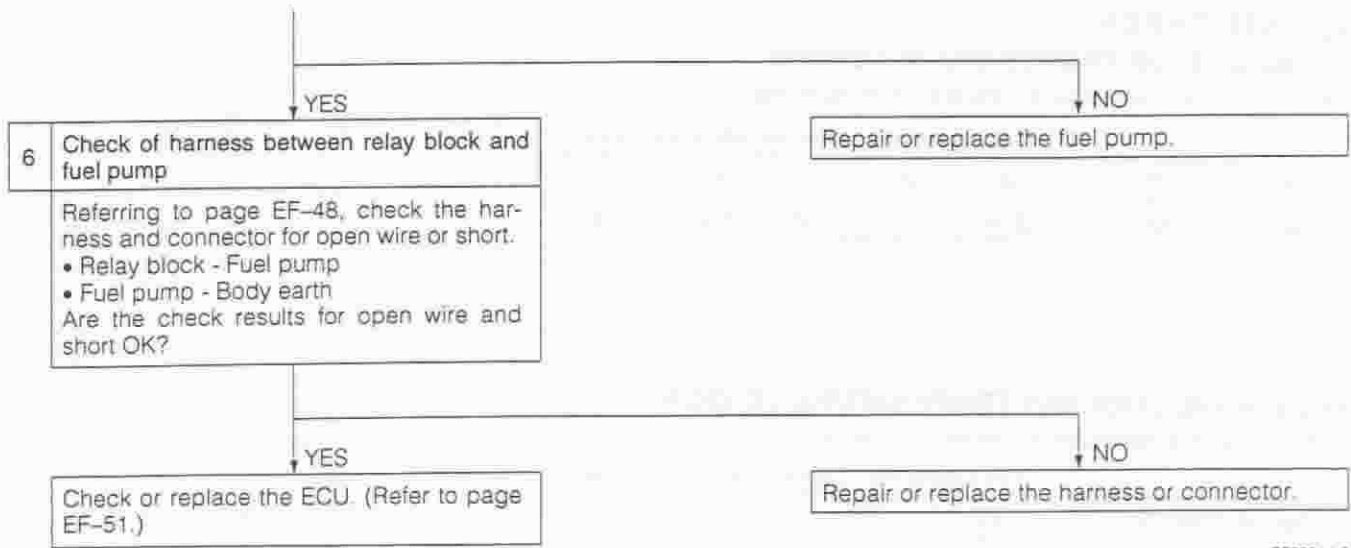 YES
NO
6
Check of harness between relay block and
fuel pump
Repair or replace the fuel pump.
Referring to page EF–48, check the har-
ness and connector for open wire or short.
• Relay block - Fuel pump
• Fuel pump - Body earth
Are the check results for open wire and
short OK?
YES
NO
Check or replace the ECU. (Refer to page
EF–51.)
Repair or replace the harness or connector.